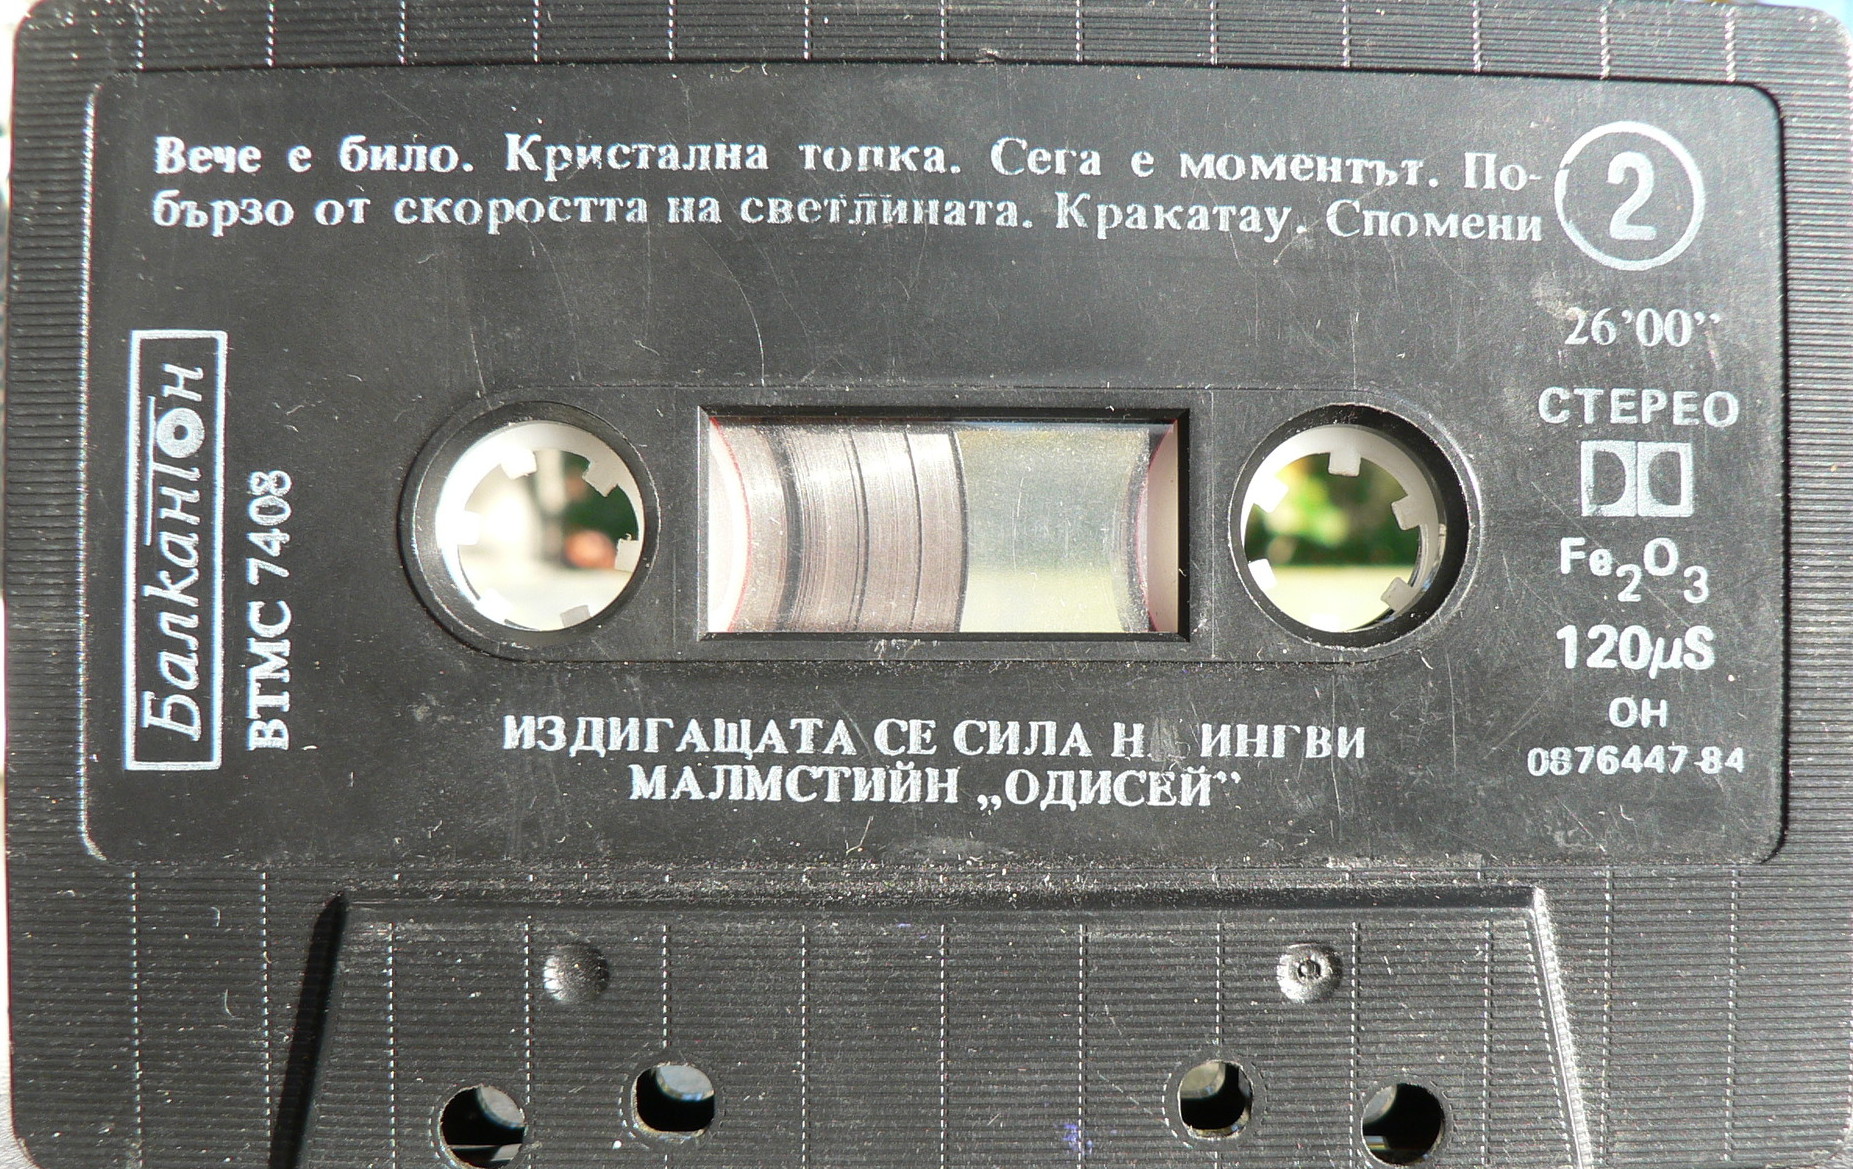 Вече е било. Кристална топка. Сега е моментът. По-
бързо от скоростта на светлината. Кракатау. Спомени
2
26’00”
СТЕРЕО
Fe2O3
120µS
ОН
0876447-84
Балкантон
ВТМС 7408
ИЗДИГАЩАТА СЕ СИЛА Н ИНГВИ
МАЛМСТИЙН „ОДИСЕЙ”